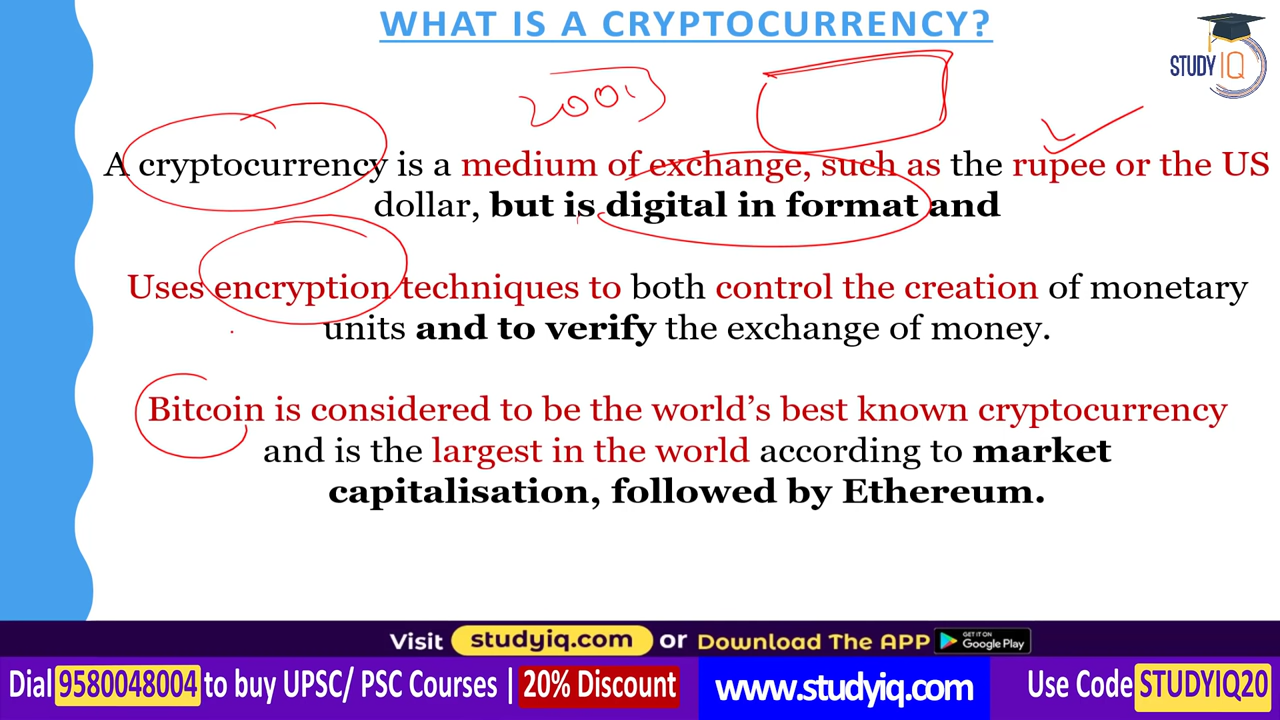 WHAT IS A CRYPTOCURRENCY?
STUDY IQ
A cryptocurrency is a medium of exchange, such as the rupee or the US
dollar, but is digital in format and
Uses encryption techniques to both control the creation of monetary
units and to verify the exchange of money.
Bitcoin is considered to be the world’s best known cryptocurrency
and is the largest in the world according to market
capitalisation, followed by Ethereum.
Visit studyiq.com or Download The APP GET IT ON Google Play
Dial 9580048004 to buy UPSC/ PSC Courses | 20% Discount www.studyiq.com Use Code STUDYIQ20